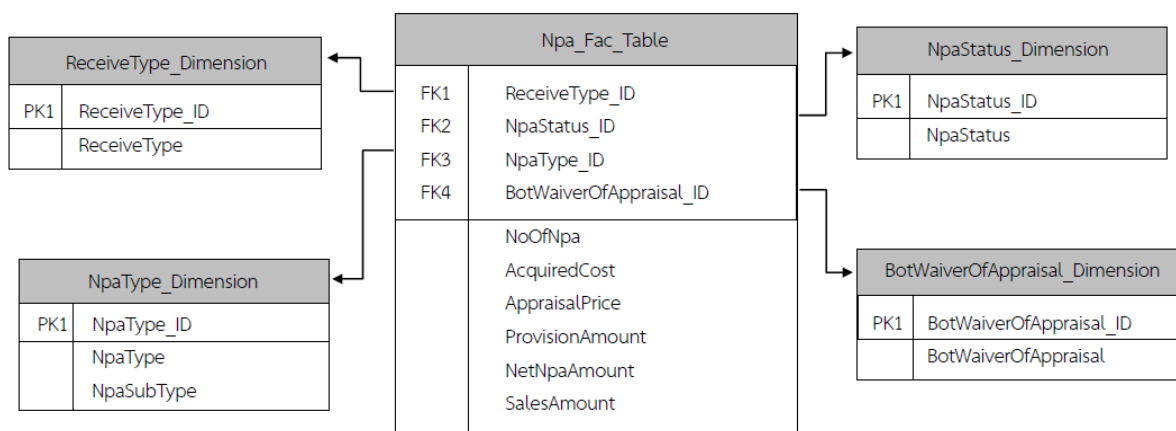 ReceiveType_Dimension
PK1 ReceiveType_ID
ReceiveType
NpaType_Dimension
PK1 NpaType_ID
NpaType
NpaSubType
Npa_Fac_Table
FK1 ReceiveType_ID
FK2 NpaStatus_ID
FK3 NpaType_ID
FK4 BotWaiverOfAppraisal_ID
NoOfNpa
AcquiredCost
AppraisalPrice
ProvisionAmount
NetNpaAmount
SalesAmount
NpaStatus_Dimension
PK1 NpaStatus_ID
NpaStatus
BotWaiverOfAppraisal_Dimension
PK1 BotWaiverOfAppraisal_ID
BotWaiverOfAppraisal